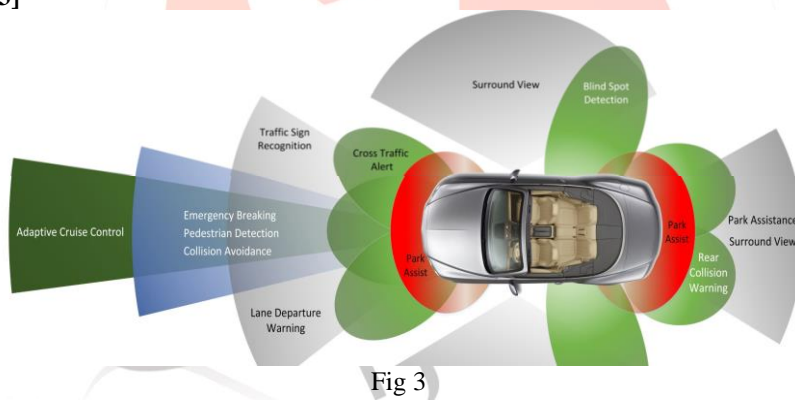 Surround View
Blind Spot
Detection
Traffic Sign
Recognition
Cross Traffic
Alert
Adaptive Cruise Control
Emergency Breaking
Pedestrian Detection
Collision Avoidance
Park
Assist
Park
Assist
Park Assistance
Surround View
Rear
Collision
Warning
Lane Departure
Warning
Fig 3